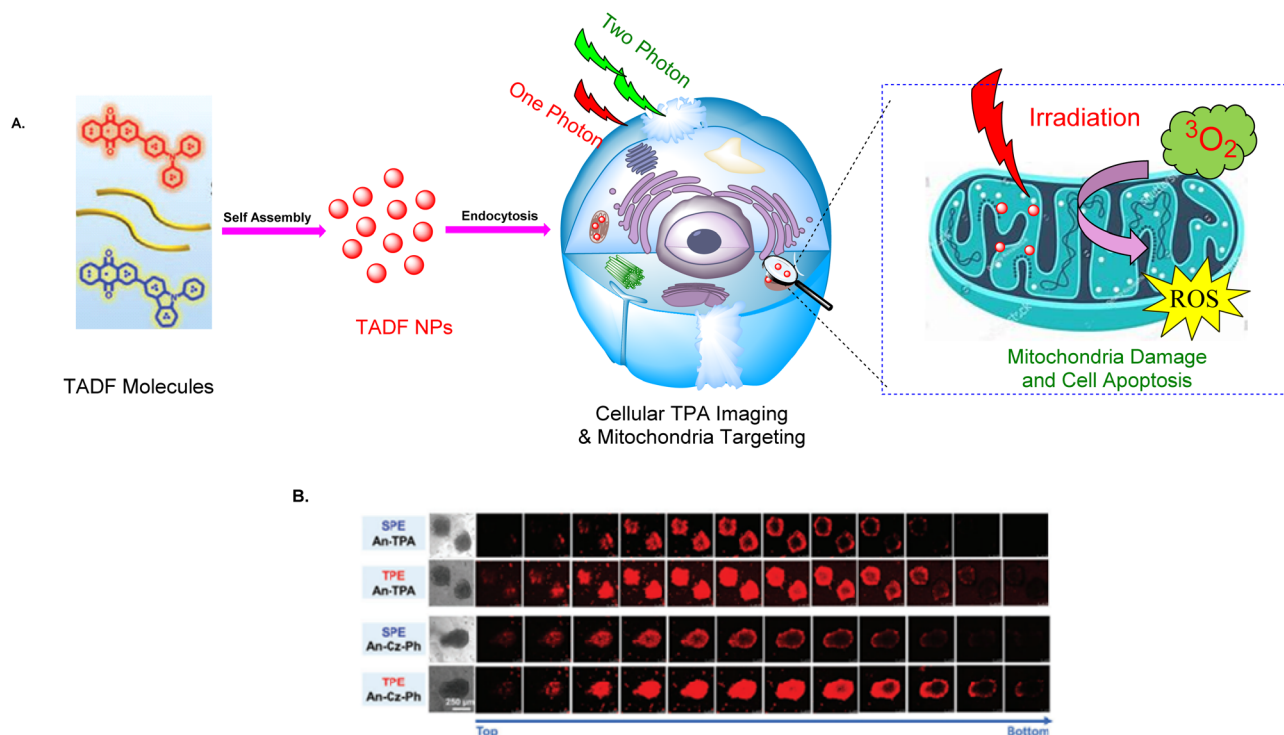 A.
Two Photon
One Photon
Self Assembly
Endocytosis
TADF NPs
TADF Molecules
Cellular TPA Imaging
& Mitochondria Targeting
Irradiation
³O₂
ROS
Mitochondria Damage
and Cell Apoptosis
B.
SPE
An-TPA
TPE
An-TPA
SPE
An-Cz-Ph
TPE
An-Cz-Ph
250 µm
Top
Bottom